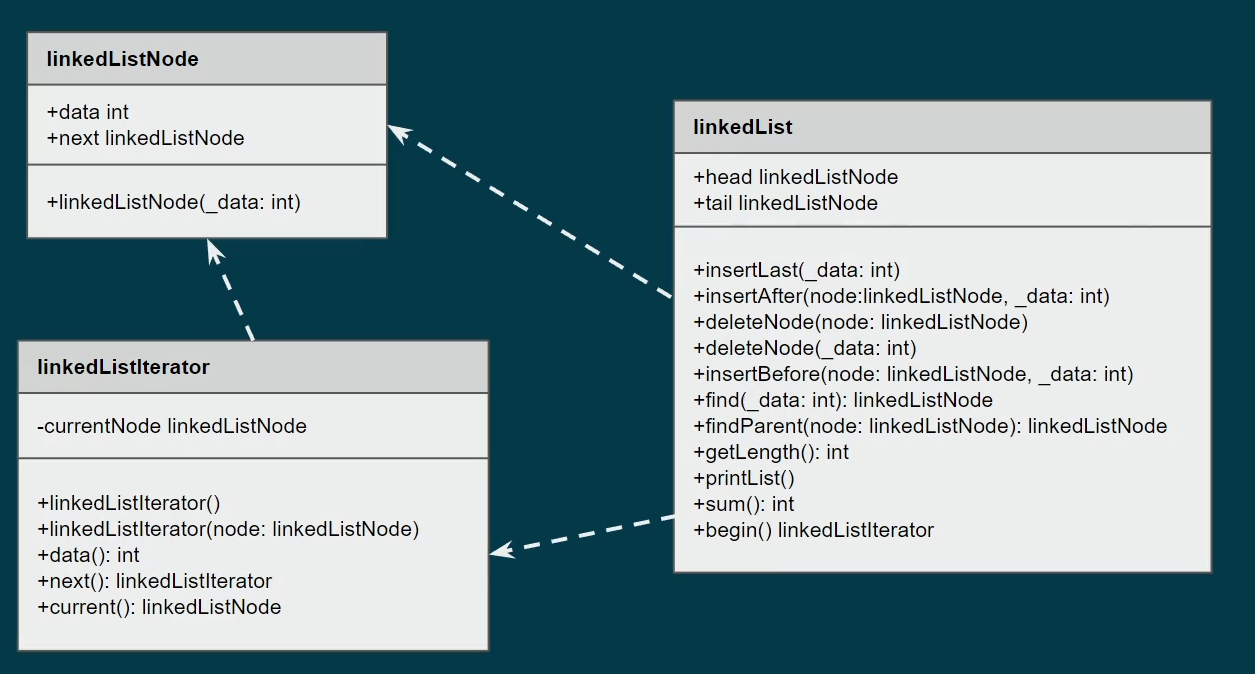 linkedListNode
+data int
+next linkedListNode
+linkedListNode(_data: int)
linkedListIterator
-currentNode linkedListNode
+linkedListIterator()
+linkedListIterator(node: linkedListNode)
+data(): int
+next(): linkedListIterator
+current(): linkedListNode
linkedList
+head linkedListNode
+tail linkedListNode
+insertLast(_data: int)
+insertAfter(node:linkedListNode, _data: int)
+deleteNode(node: linkedListNode)
+deleteNode(_data: int)
+insertBefore(node: linkedListNode, _data: int)
+find(_data: int): linkedListNode
+findParent(node: linkedListNode): linkedListNode
+getLength(): int
+printList()
+sum(): int
+begin() linkedListIterator